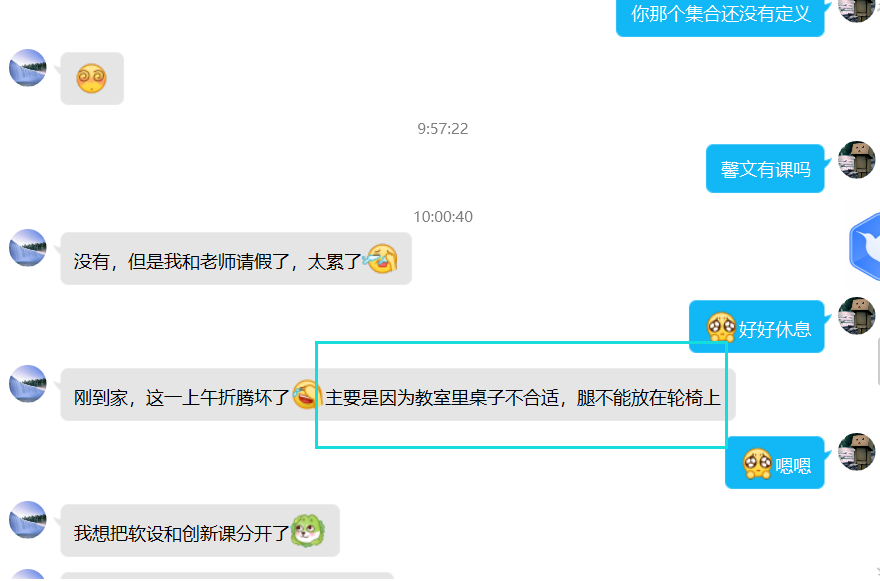 你那个集合还没有定义
9:57:22
馨文有课吗
10:00:40
没有，但是我和老师请假了，太累了
好好休息
刚到家，这一上午折腾坏了主要是因为教室里桌子不合适，腿不能放在轮椅上
嗯嗯
我想把软设和创新课分开了